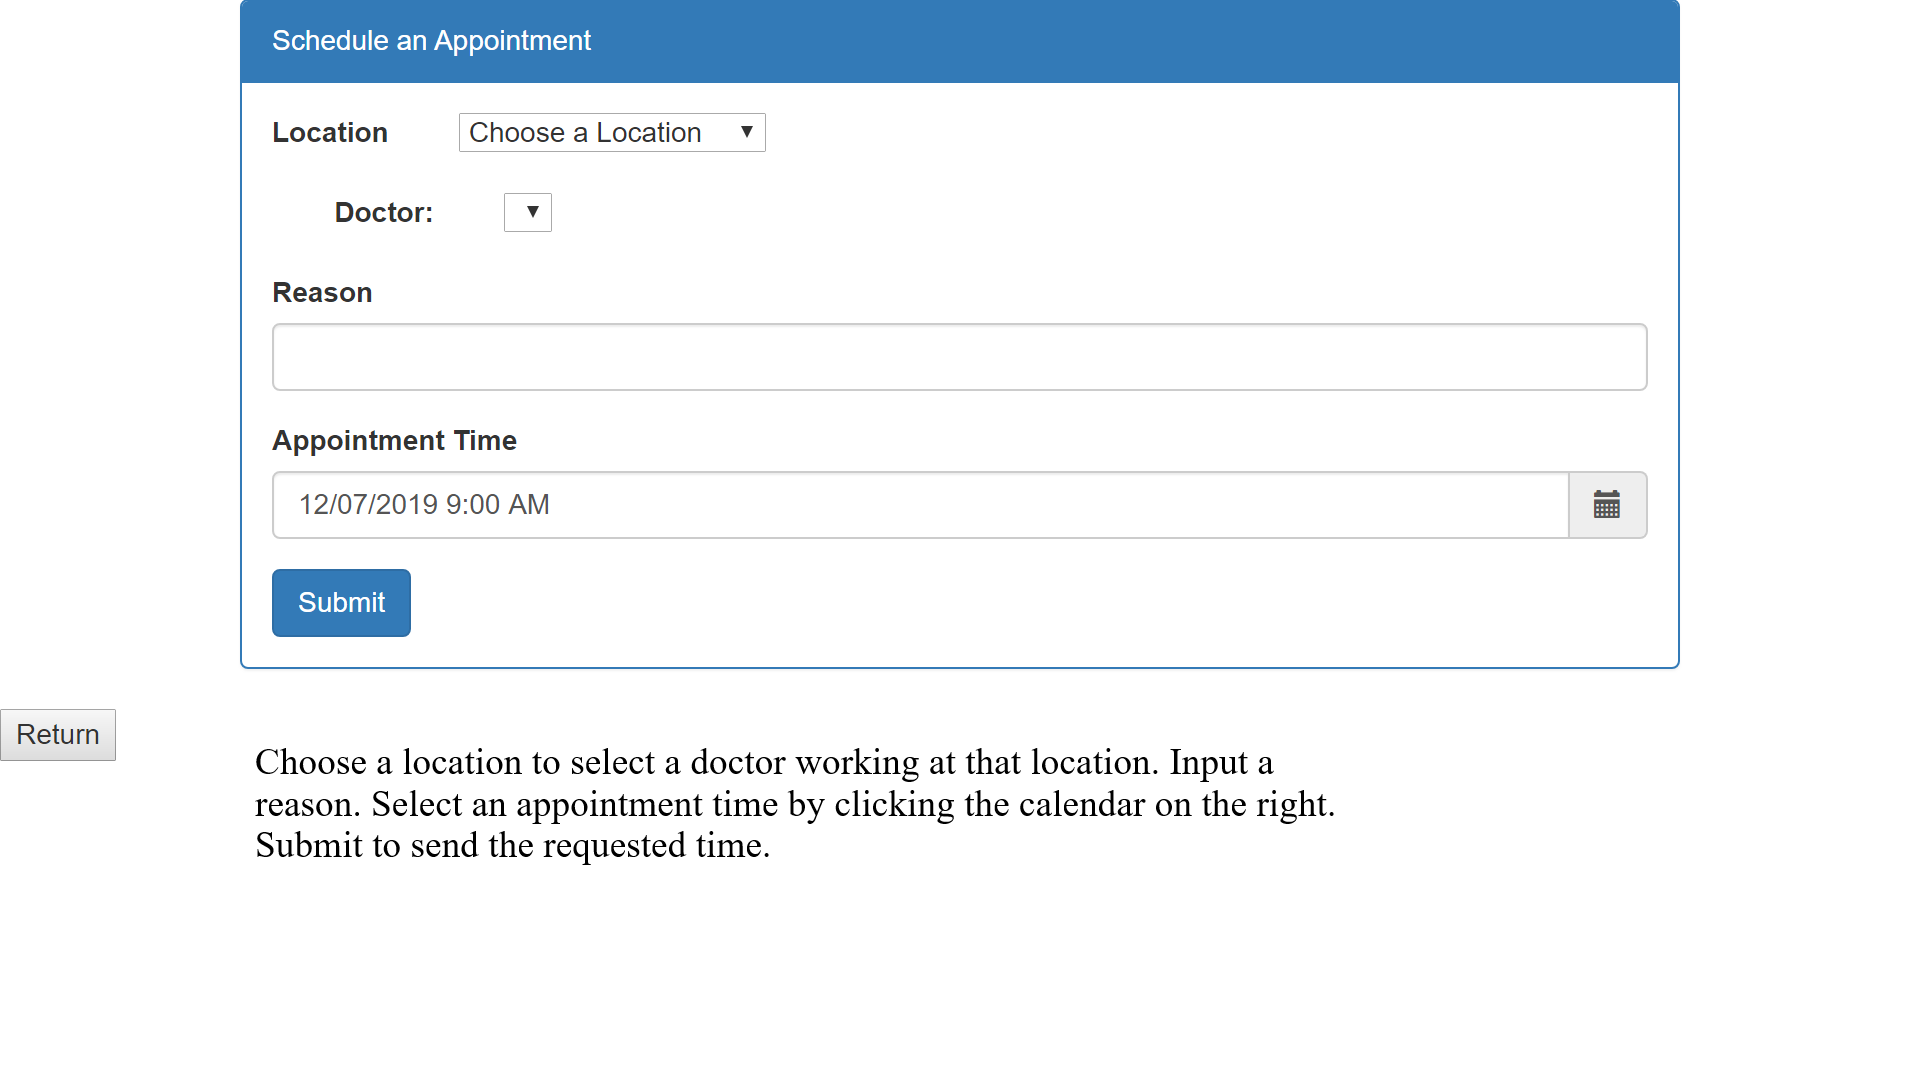 Schedule an Appointment
Location Choose a Location
Doctor:
Reason
Appointment Time
12/07/2019 9:00 AM
Submit
Return
Choose a location to select a doctor working at that location. Input a
reason. Select an appointment time by clicking the calendar on the right.
Submit to send the requested time.